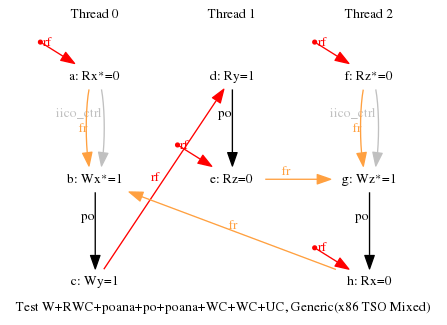 Thread 0 Thread 1 Thread 2
rf rf
a: Rx*=0 d: Ry=1 f: Rz*=0
iico_ctrl po iico_ctrl
fr fr
rf
b: Wx*=1 rf e: Rz=0 fr g: Wz*=1
po fr po
rf
c: Wy=1 h: Rx=0
Test W+RWC+poana+po+poana+WC+WC+UC, Generic(x86 TSO Mixed)